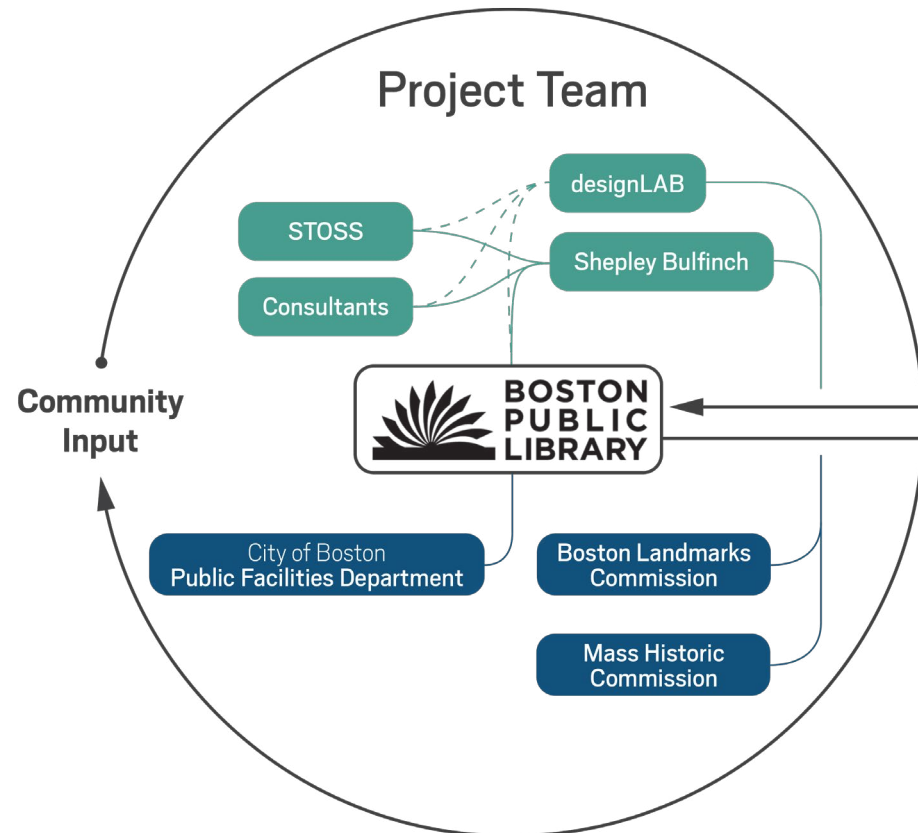 Project Team
designLAB
STOSS
Shepley Bulfinch
Consultants
BOSTON
PUBLIC
LIBRARY
Community
Input
City of Boston
Public Facilities Department
Boston Landmarks
Commission
Mass Historic
Commission